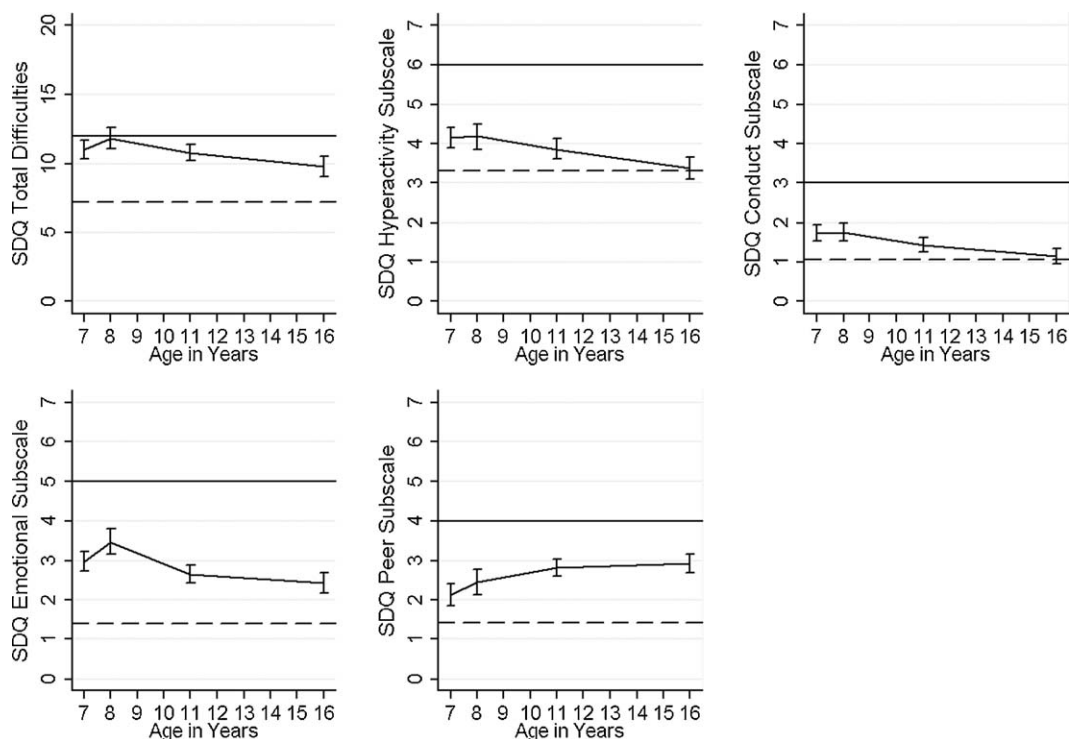 SDQ Total Difficulties
20
15
10
5
0
7 8 9 10 11 12 13 14 15 16
Age in Years
SDQ Hyperactivity Subscale
7
6
5
4
3
2
1
0
7 8 9 10 11 12 13 14 15 16
Age in Years
SDQ Conduct Subscale
7
6
5
4
3
2
1
0
7 8 9 10 11 12 13 14 15 16
Age in Years
SDQ Emotional Subscale
7
6
5
4
3
2
1
0
7 8 9 10 11 12 13 14 15 16
Age in Years
SDQ Peer Subscale
7
6
5
4
3
2
1
0
7 8 9 10 11 12 13 14 15 16
Age in Years